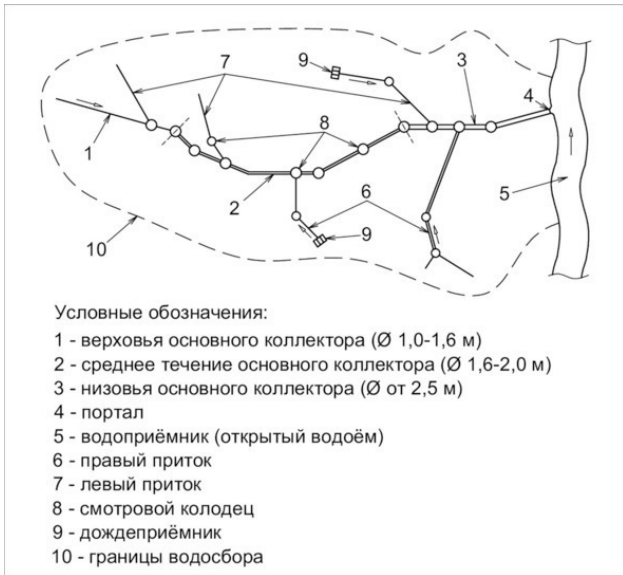 7
9
3
4
8
1
2
6
5
10
9
Условные обозначения:
1 - верховья основного коллектора (Ø 1,0-1,6 м)
2 - среднее течение основного коллектора (Ø 1,6-2,0 м)
3 - низовья основного коллектора (Ø от 2,5 м)
4 - портал
5 - водоприёмник (открытый водоём)
6 - правый приток
7 - левый приток
8 - смотровой колодец
9 - дождеприёмник
10 - границы водосбора